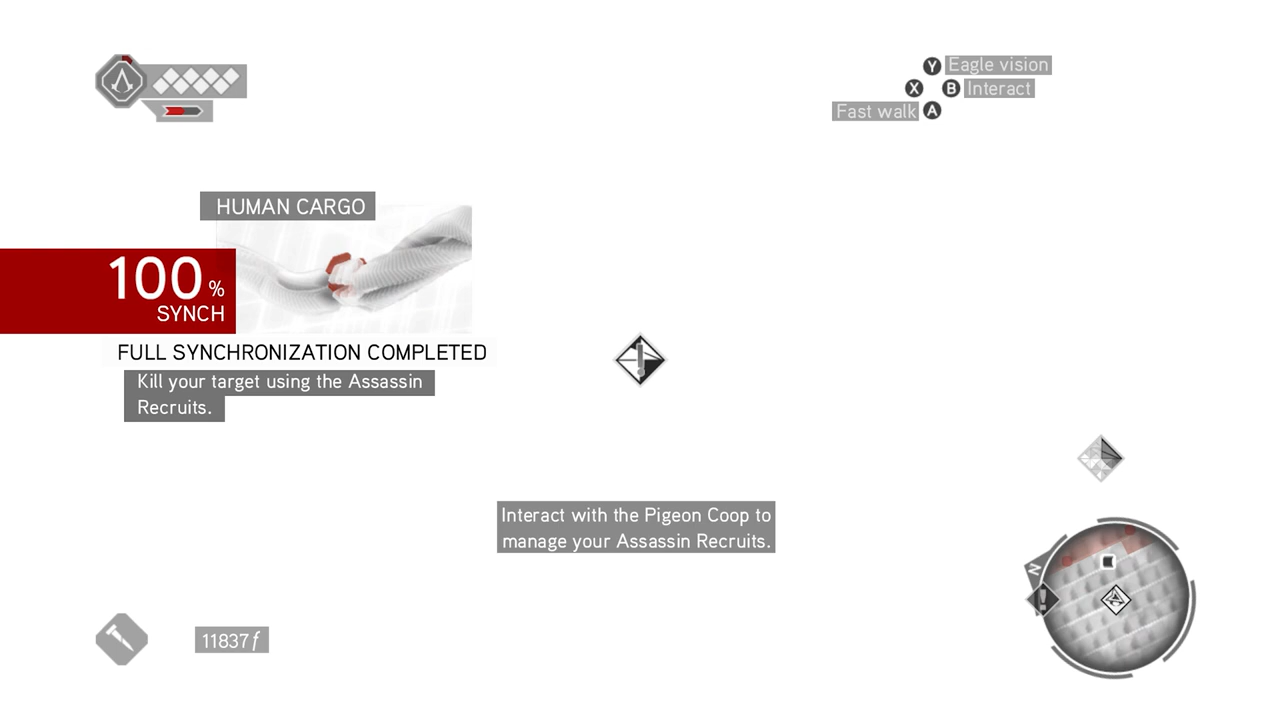 Y Eagle vision
X B Interact
Fast walk A
HUMAN CARGO
100 %
SYNCH
FULL SYNCHRONIZATION COMPLETED
Kill your target using the Assassin
Recruits.
Interact with the Pigeon Coop to
manage your Assassin Recruits.
N
!
11837 ƒ